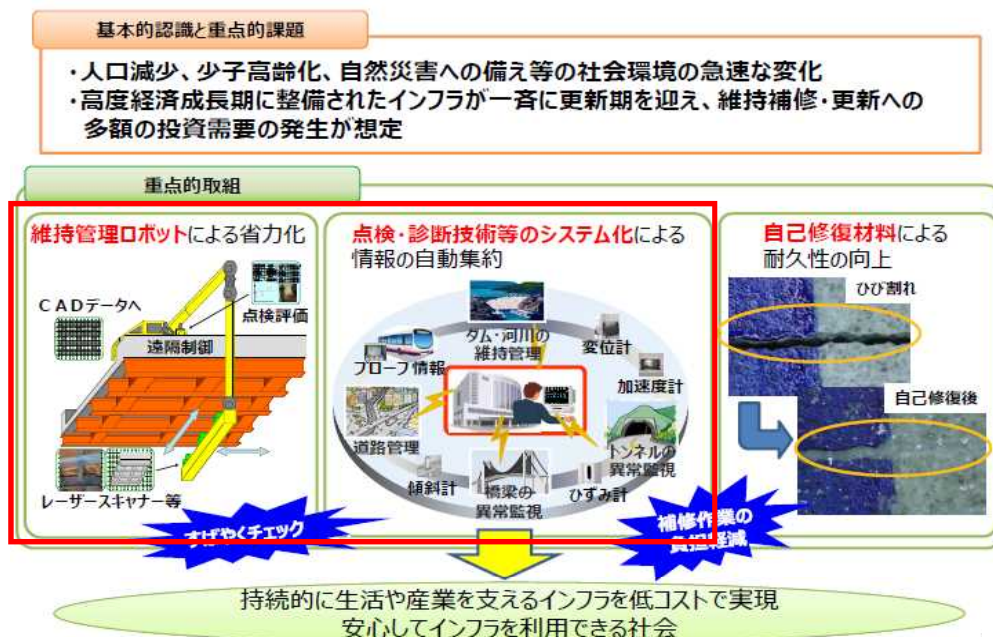 基本的認識と重点的課題
・人口減少、少子高齢化、自然災害への備え等の社会環境の急速な変化
・高度経済成長期に整備されたインフラが一斉に更新期を迎え、維持補修・更新への
多額の投資需要の発生が想定
重点的取組
維持管理ロボットによる省力化
CADデータへ
点検評価
遠隔制御
レーザースキャナー等
すばやくチェック
点検・診断技術等のシステム化による
情報の自動集約
ダム・河川の
維持管理
変位計
プローブ情報
加速度計
道路管理
トンネルの
異常監視
傾斜計
橋梁の
異常監視
ひずみ計
補修作業の
負担軽減
自己修復材料による
耐久性の向上
ひび割れ
自己修復後
持続的に生活や産業を支えるインフラを低コストで実現
安心してインフラを利用できる社会